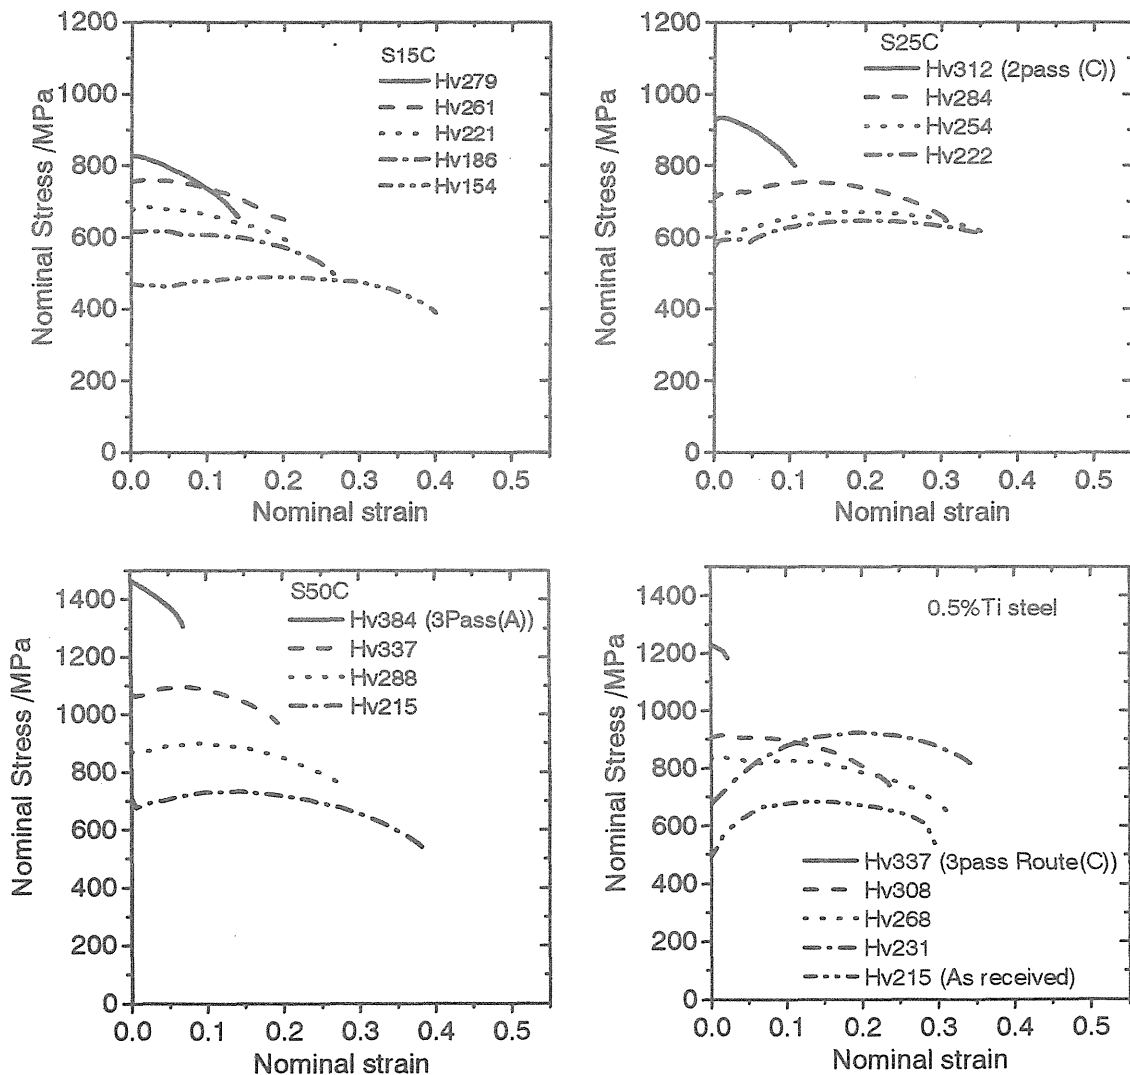 1200
1000
800
600
400
200
0
Nominal Stress /MPa
S15C
Hv279
Hv261
Hv221
Hv186
Hv154
0.0 0.1 0.2 0.3 0.4 0.5
Nominal strain
1200
1000
800
600
400
200
0
Nominal Stress /MPa
S25C
Hv312 (2pass (C))
Hv284
Hv254
Hv222
0.0 0.1 0.2 0.3 0.4 0.5
Nominal strain
1400
1200
1000
800
600
400
200
0
Nominal Stress /MPa
S50C
Hv384 (3Pass(A))
Hv337
Hv288
Hv215
0.0 0.1 0.2 0.3 0.4 0.5
Nominal strain
1400
1200
1000
800
600
400
200
0
Nominal Stress /MPa
0.5%Ti steel
Hv337 (3pass Route(C))
Hv308
Hv268
Hv231
Hv215 (As received)
0.0 0.1 0.2 0.3 0.4 0.5
Nominal strain